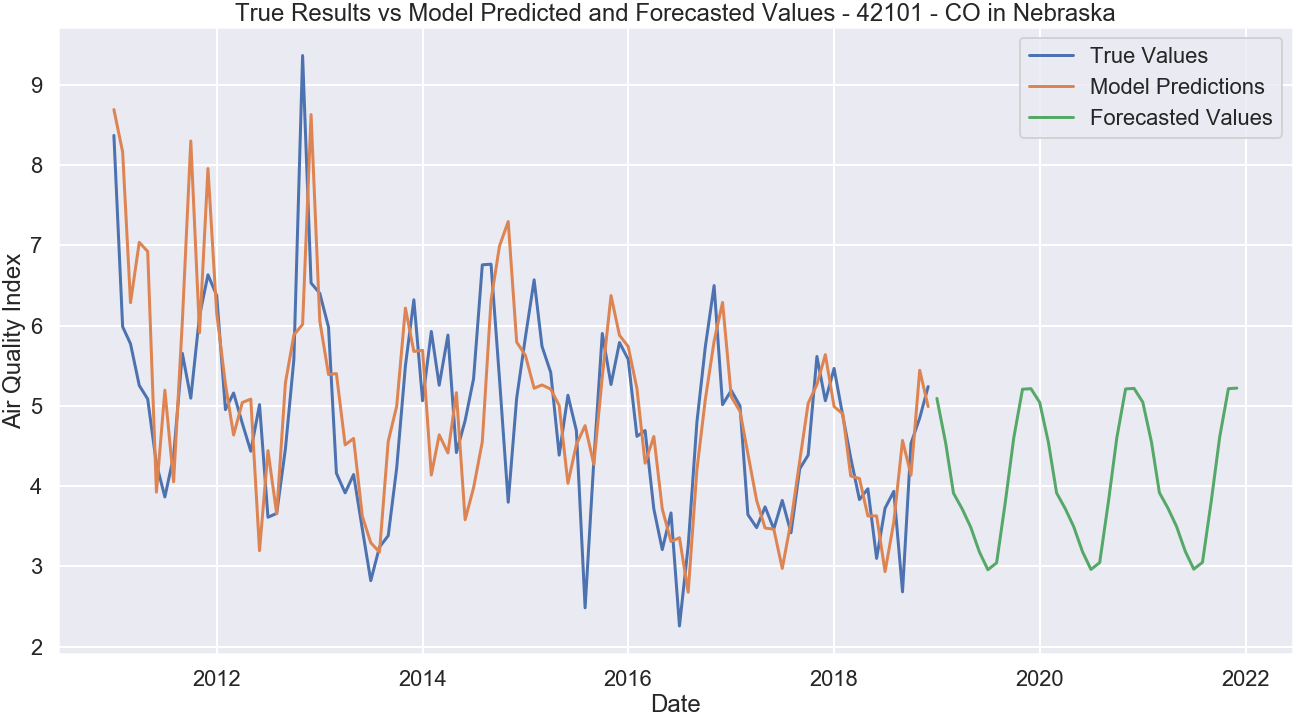 True Results vs Model Predicted and Forecasted Values - 42101 - CO in Nebraska
True Values
Model Predictions
Forecasted Values
Air Quality Index
9
8
7
6
5
4
3
2
2012
2014
2016
2018
2020
2022
Date